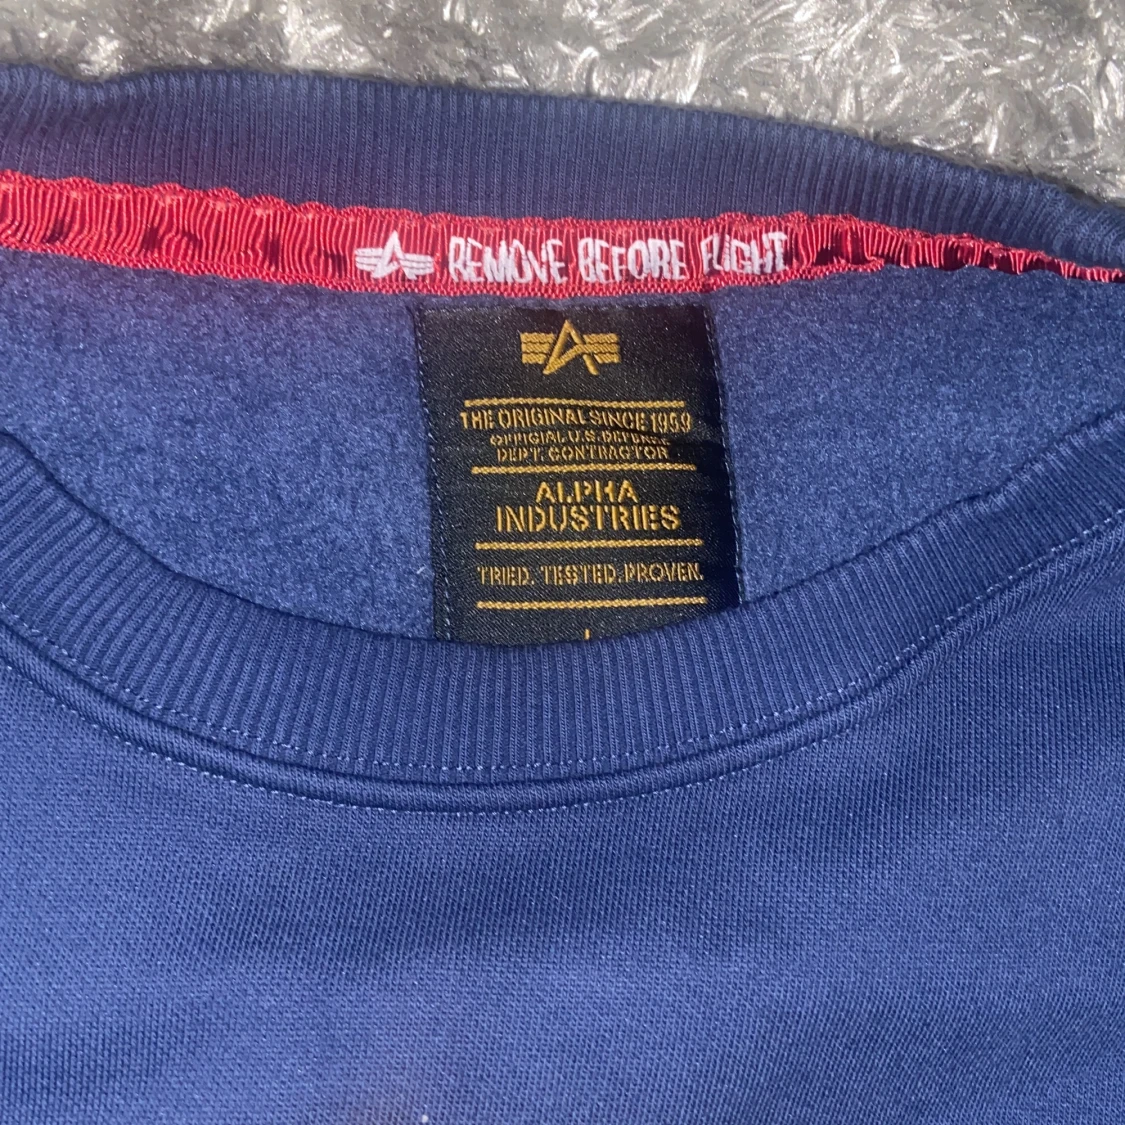 REMOVE BEFORE FLIGHT
THE ORIGINAL SINCE 1959
OFFICIAL U.S. DEFENSE
DEPT. CONTRACTOR
ALPHA
INDUSTRIES
TRIED. TESTED. PROVEN.